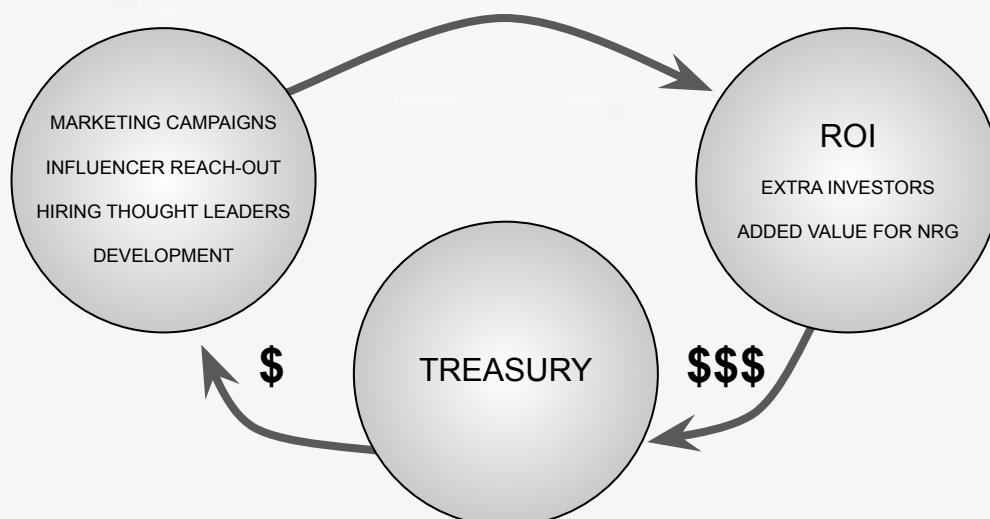 MARKETING CAMPAIGNS
INFLUENCER REACH-OUT
HIRING THOUGHT LEADERS
DEVELOPMENT
ROI
EXTRA INVESTORS
ADDED VALUE FOR NRG
$
TREASURY
$$$